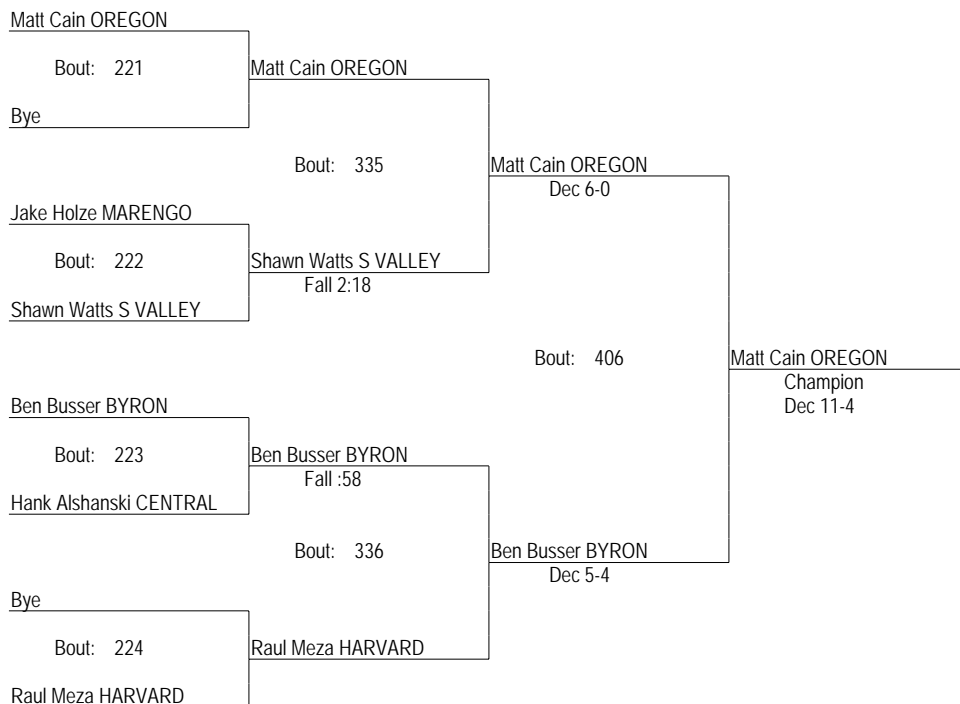 Matt Cain OREGON
Bout: 221
Matt Cain OREGON
Bye
Bout: 335
Matt Cain OREGON
Dec 6-0
Jake Holze MARENGO
Bout: 222
Shawn Watts S VALLEY
Fall 2:18
Shawn Watts S VALLEY
Bout: 406
Matt Cain OREGON
Champion
Dec 11-4
Ben Busser BYRON
Bout: 223
Ben Busser BYRON
Fall :58
Hank Alshanski CENTRAL
Bout: 336
Ben Busser BYRON
Dec 5-4
Bye
Bout: 224
Raul Meza HARVARD
Raul Meza HARVARD